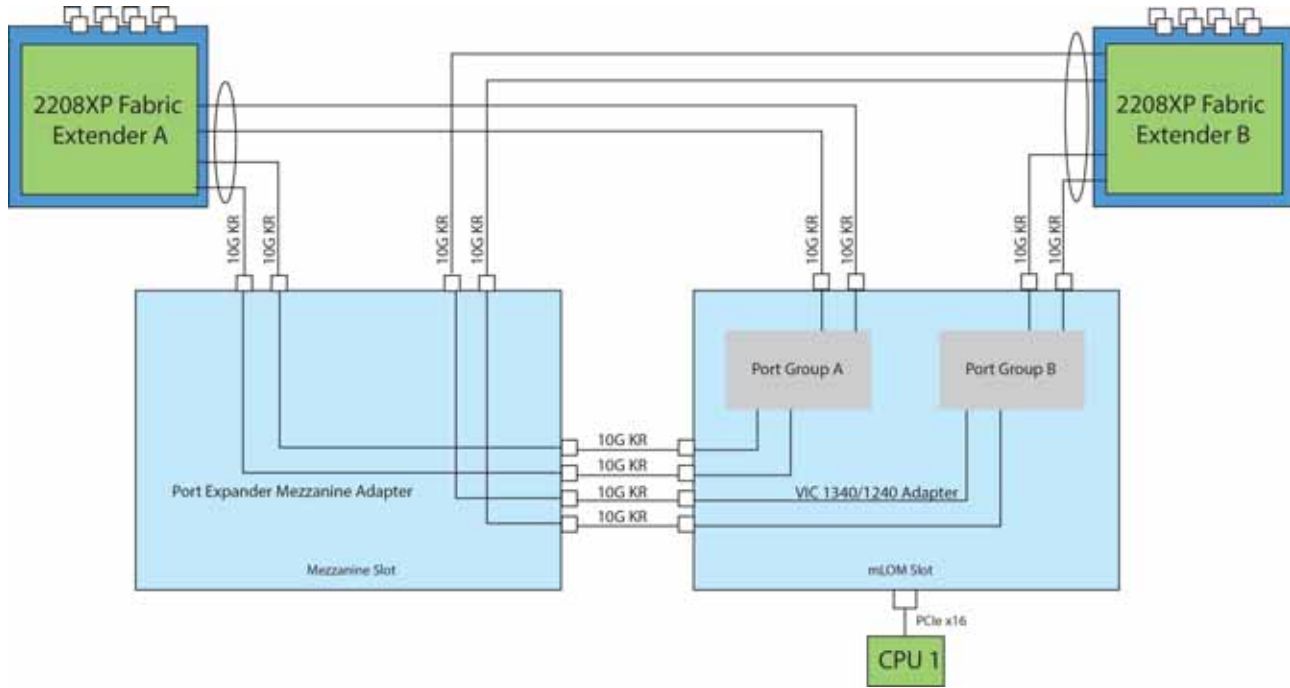 2208XP Fabric
Extender A
2208XP Fabric
Extender B
10G KR
10G KR
10G KR
10G KR
10G KR
10G KR
10G KR
10G KR
Port Group A
Port Group B
10G KR
10G KR
10G KR
10G KR
Port Expander Mezzanine Adapter
VIC 1340/1240 Adapter
Mezzanine Slot
mLOM Slot
PCIe x16
CPU 1